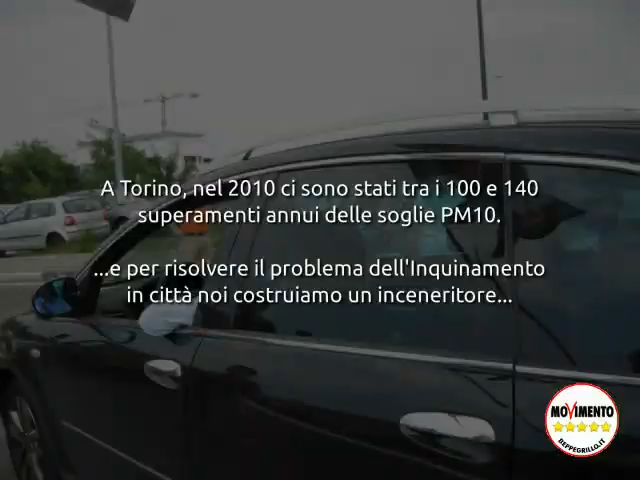 A Torino, nel 2010 ci sono stati tra i 100 e 140
superamenti annui delle soglie PM10.
...e per risolvere il problema dell'Inquinamento
in città noi costruiamo un inceneritore...
MOVIMENTO
BEPPEGRILLO.IT